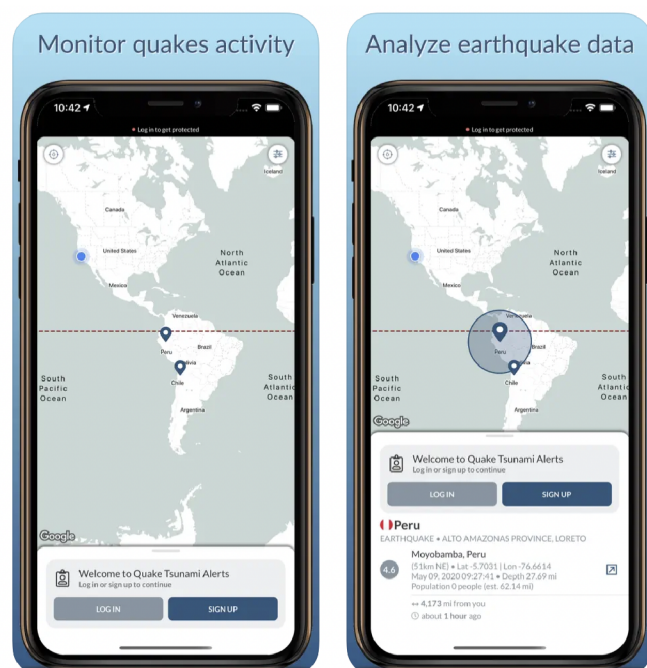 Monitor quakes activity
10:42
Log in to get protected
Iceland
Canada
United States
North
Atlantic
Ocean
Mexico
Venezuela
Peru
Brazil
Chile
South
Pacific
Ocean
South
Atlantic
Ocean
Argentina
Google
Welcome to Quake Tsunami Alerts
Log in or sign up to continue
LOG IN
SIGN UP
Analyze earthquake data
10:42
Log in to get protected
Iceland
Canada
United States
North
Atlantic
Ocean
Mexico
Venezuela
Peru
Brazil
Chile
South
Pacific
Ocean
South
Atlantic
Ocean
Argentina
Google
Welcome to Quake Tsunami Alerts
Log in or sign up to continue
LOG IN
SIGN UP
Peru
EARTHQUAKE • ALTO AMAZONAS PROVINCE, LORETO
4.6
Moyobamba, Peru
(51km NE) • Lat -5.7031 | Lon -76.6614
May 09, 2020 09:27:41 • Depth 27.69 mi
Population 0 people (est. 62.14 mi)
↔ 4,173 mi from you
about 1 hour ago